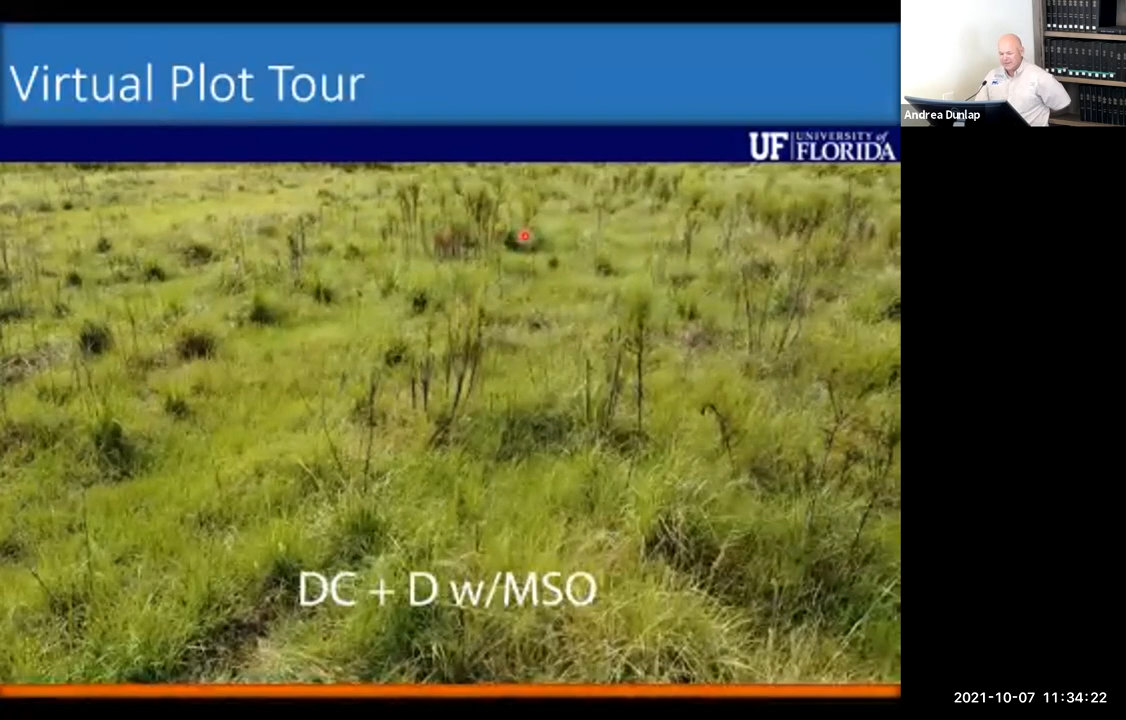 Virtual Plot Tour
UF UNIVERSITY of
FLORIDA
Andrea Dunlap
DC + D w/MSO
2021-10-07 11:34:22